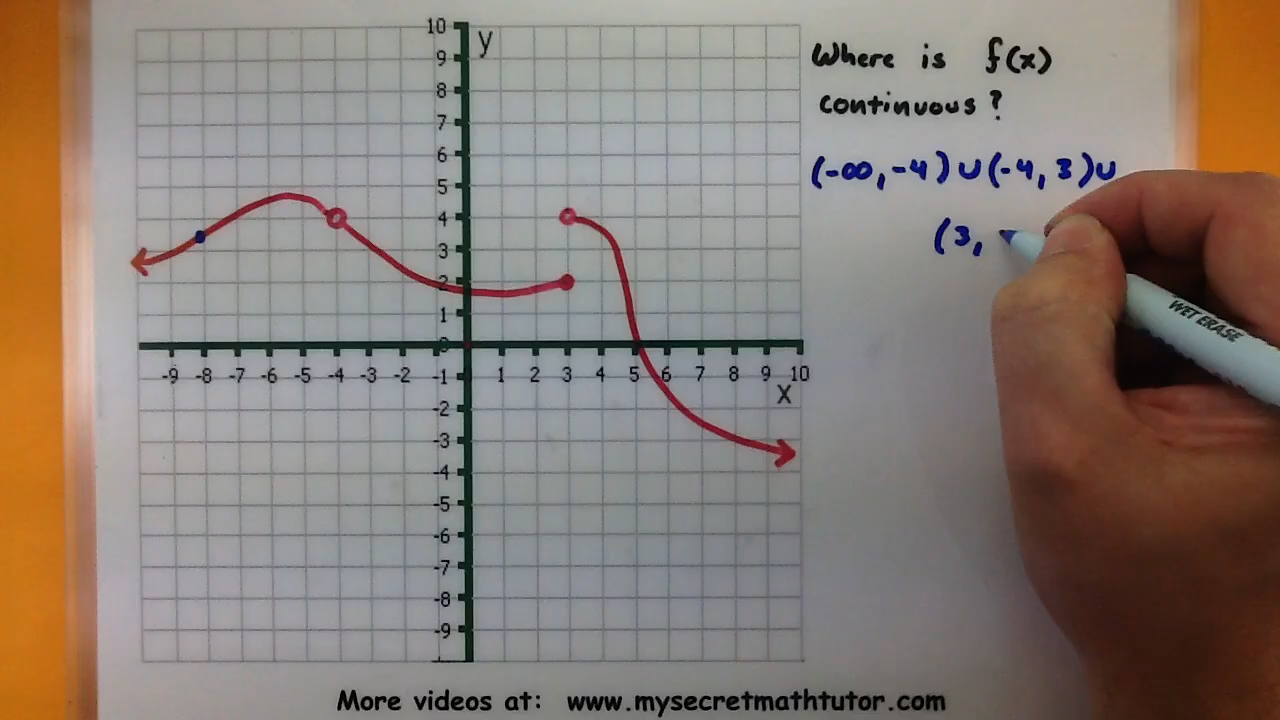 Where is f(x)
continuous?
(-∞, -4) ∪ (-4, 3) ∪
(3,
y
10
9
8
7
6
5
4
3
2
1
0
-9 -8 -7 -6 -5 -4 -3 -2 -1 1 2 3 4 5 6 7 8 9 10
x
-2
-3
-4
-5
-6
-7
-8
-9
WET ERASE
More videos at: www.mysecretmathtutor.com